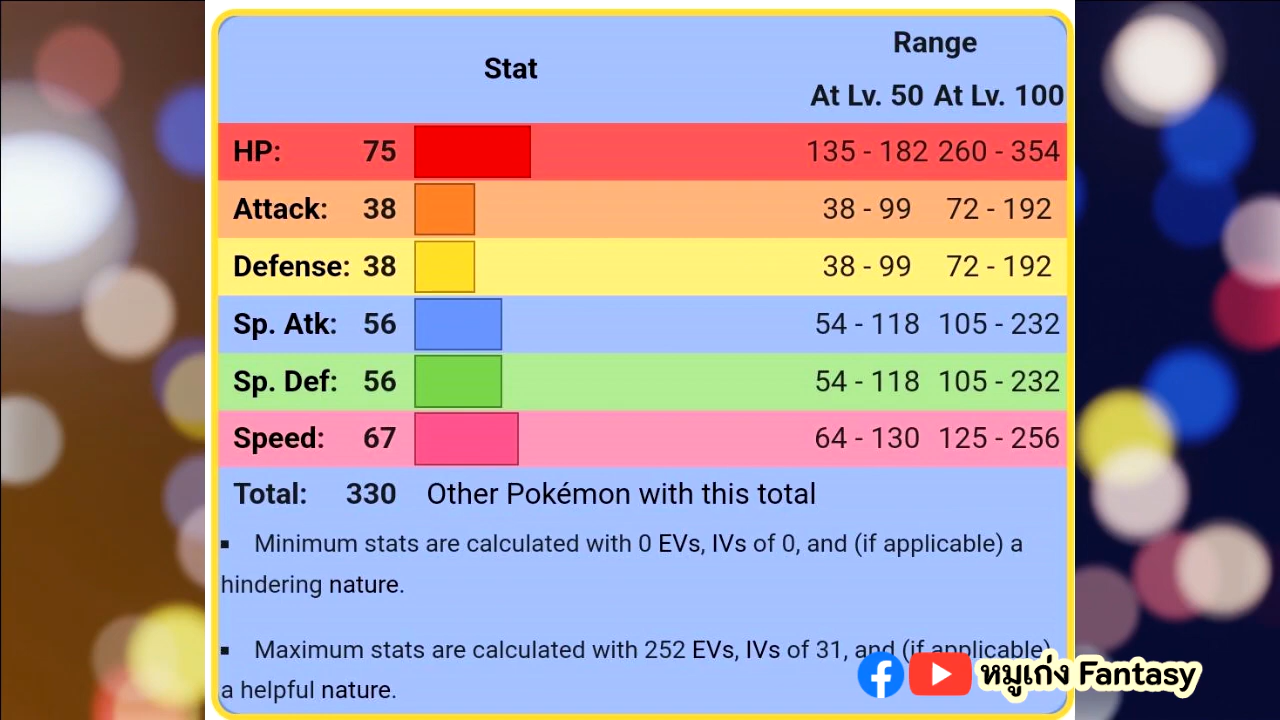 Stat
Range
At Lv. 50 At Lv. 100
HP: 75 135 - 182 260 - 354
Attack: 38 38 - 99 72 - 192
Defense: 38 38 - 99 72 - 192
Sp. Atk: 56 54 - 118 105 - 232
Sp. Def: 56 54 - 118 105 - 232
Speed: 67 64 - 130 125 - 256
Total: 330 Other Pokémon with this total
▪ Minimum stats are calculated with 0 EVs, IVs of 0, and (if applicable) a
hindering nature.
▪ Maximum stats are calculated with 252 EVs, IVs of 31, and (if applicable)
a helpful nature.
หมูเก่ง Fantasy